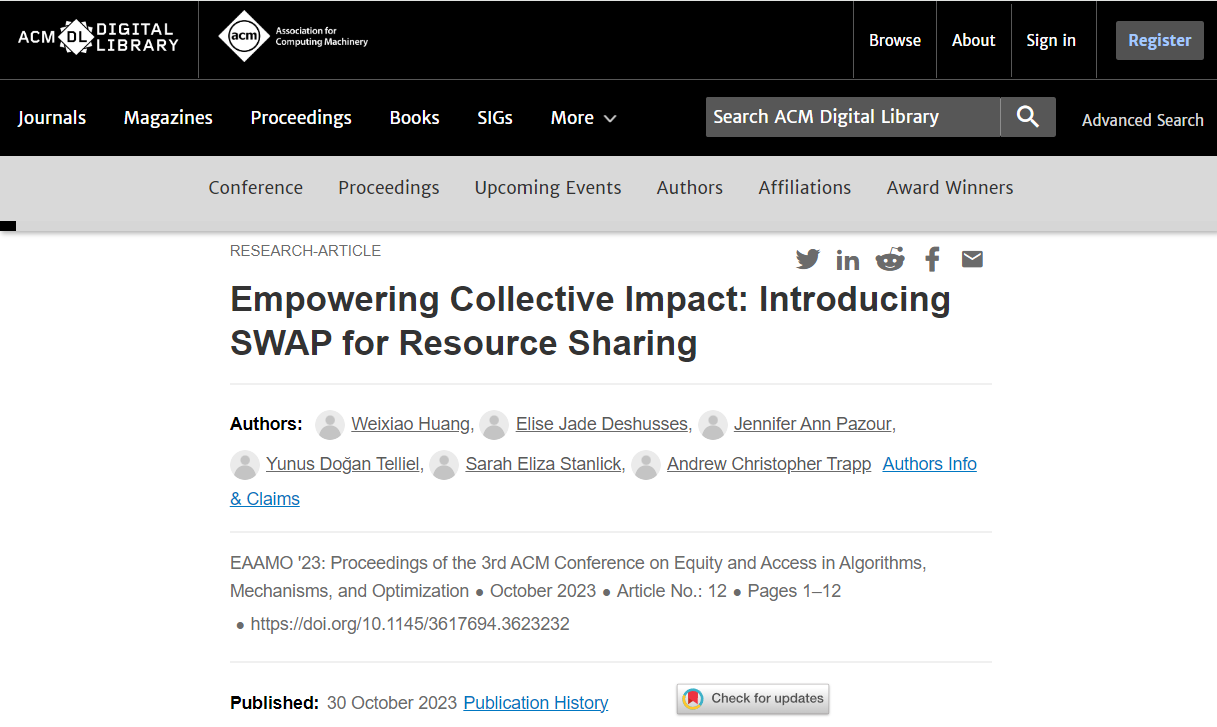 ACM DL DIGITAL LIBRARY
acm Association for Computing Machinery
Browse About Sign in Register
Journals Magazines Proceedings Books SIGs More Search ACM Digital Library Advanced Search
Conference Proceedings Upcoming Events Authors Affiliations Award Winners
RESEARCH-ARTICLE
Empowering Collective Impact: Introducing
SWAP for Resource Sharing
Authors: Weixiao Huang, Elise Jade Deshusses, Jennifer Ann Pazour,
Yunus Doğan Telliel, Sarah Eliza Stanlick, Andrew Christopher Trapp Authors Info
& Claims
EAAMO '23: Proceedings of the 3rd ACM Conference on Equity and Access in Algorithms,
Mechanisms, and Optimization • October 2023 • Article No.: 12 • Pages 1–12
• https://doi.org/10.1145/3617694.3623232
Published: 30 October 2023 Publication History Check for updates